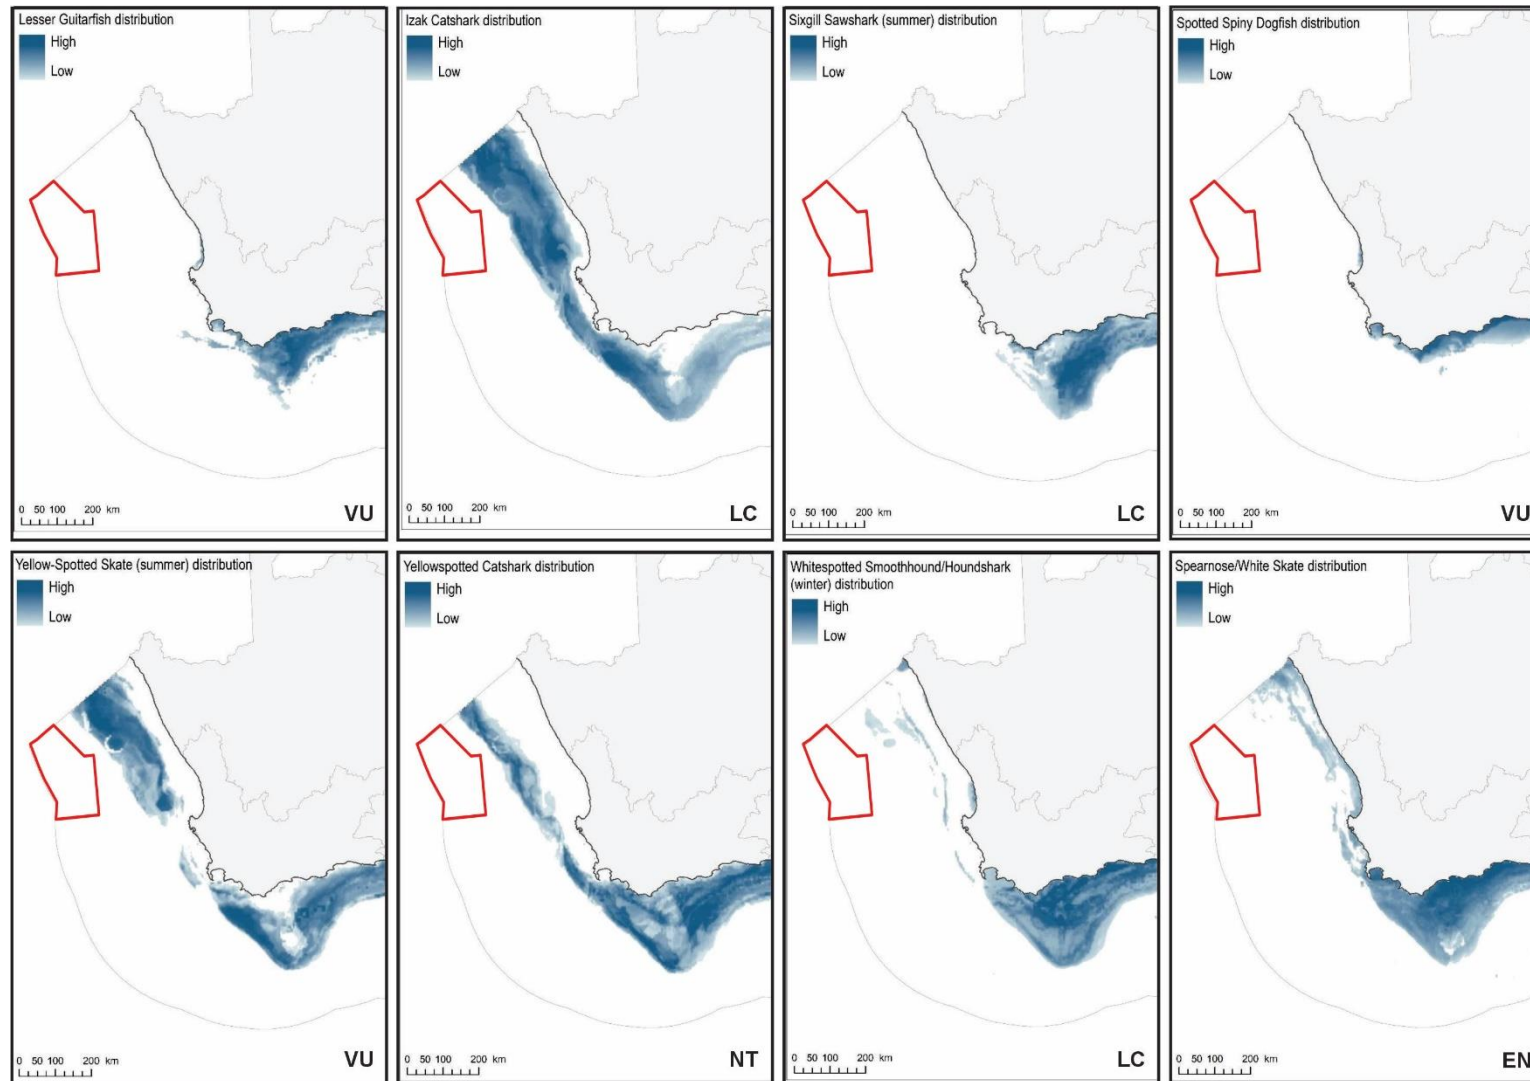 Lesser Guitarfish distribution
High
Low
0 50 100 200 km
VU
Izak Catshark distribution
High
Low
0 50 100 200 km
LC
Sixgill Sawshark (summer) distribution
High
Low
0 50 100 200 km
LC
Spotted Spiny Dogfish distribution
High
Low
0 50 100 200 km
VU
Yellow-Spotted Skate (summer) distribution
High
Low
0 50 100 200 km
VU
Yellowspotted Catshark distribution
High
Low
0 50 100 200 km
NT
Whitespotted Smoothhound/Houndshark
(winter) distribution
High
Low
0 50 100 200 km
LC
Spearnose/White Skate distribution
High
Low
0 50 100 200 km
EN